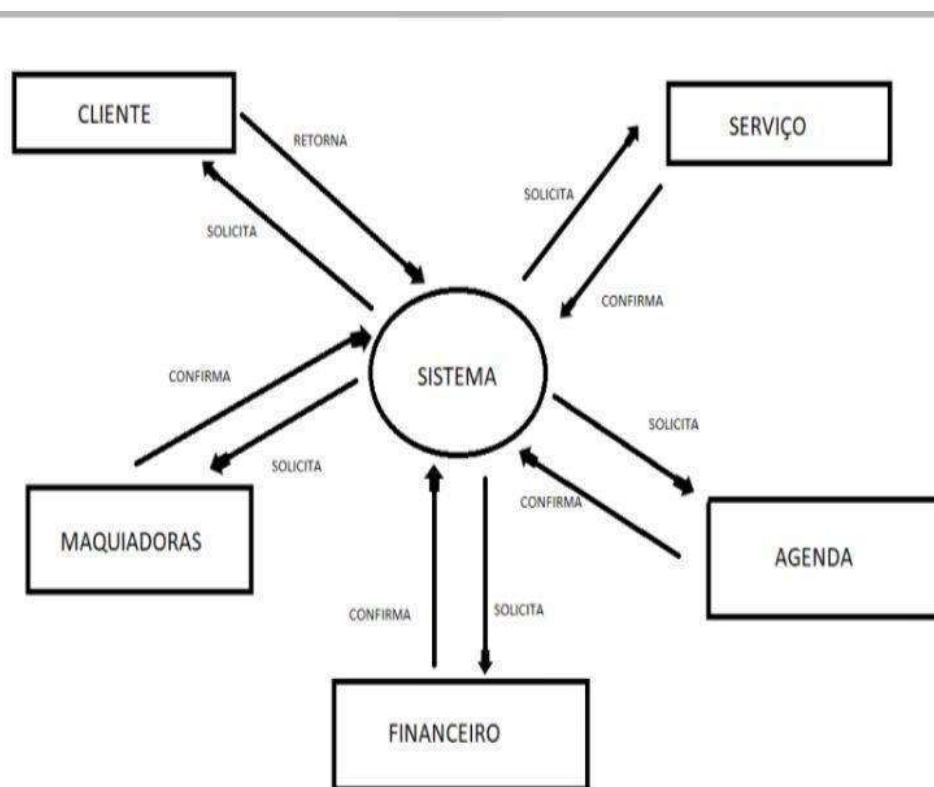 CLIENTE
SERVIÇO
RETORNA
SOLICITA
SOLICITA
CONFIRMA
SISTEMA
CONFIRMA
SOLICITA
SOLICITA
CONFIRMA
MAQUIADORAS
AGENDA
CONFIRMA
SOLICITA
FINANCEIRO